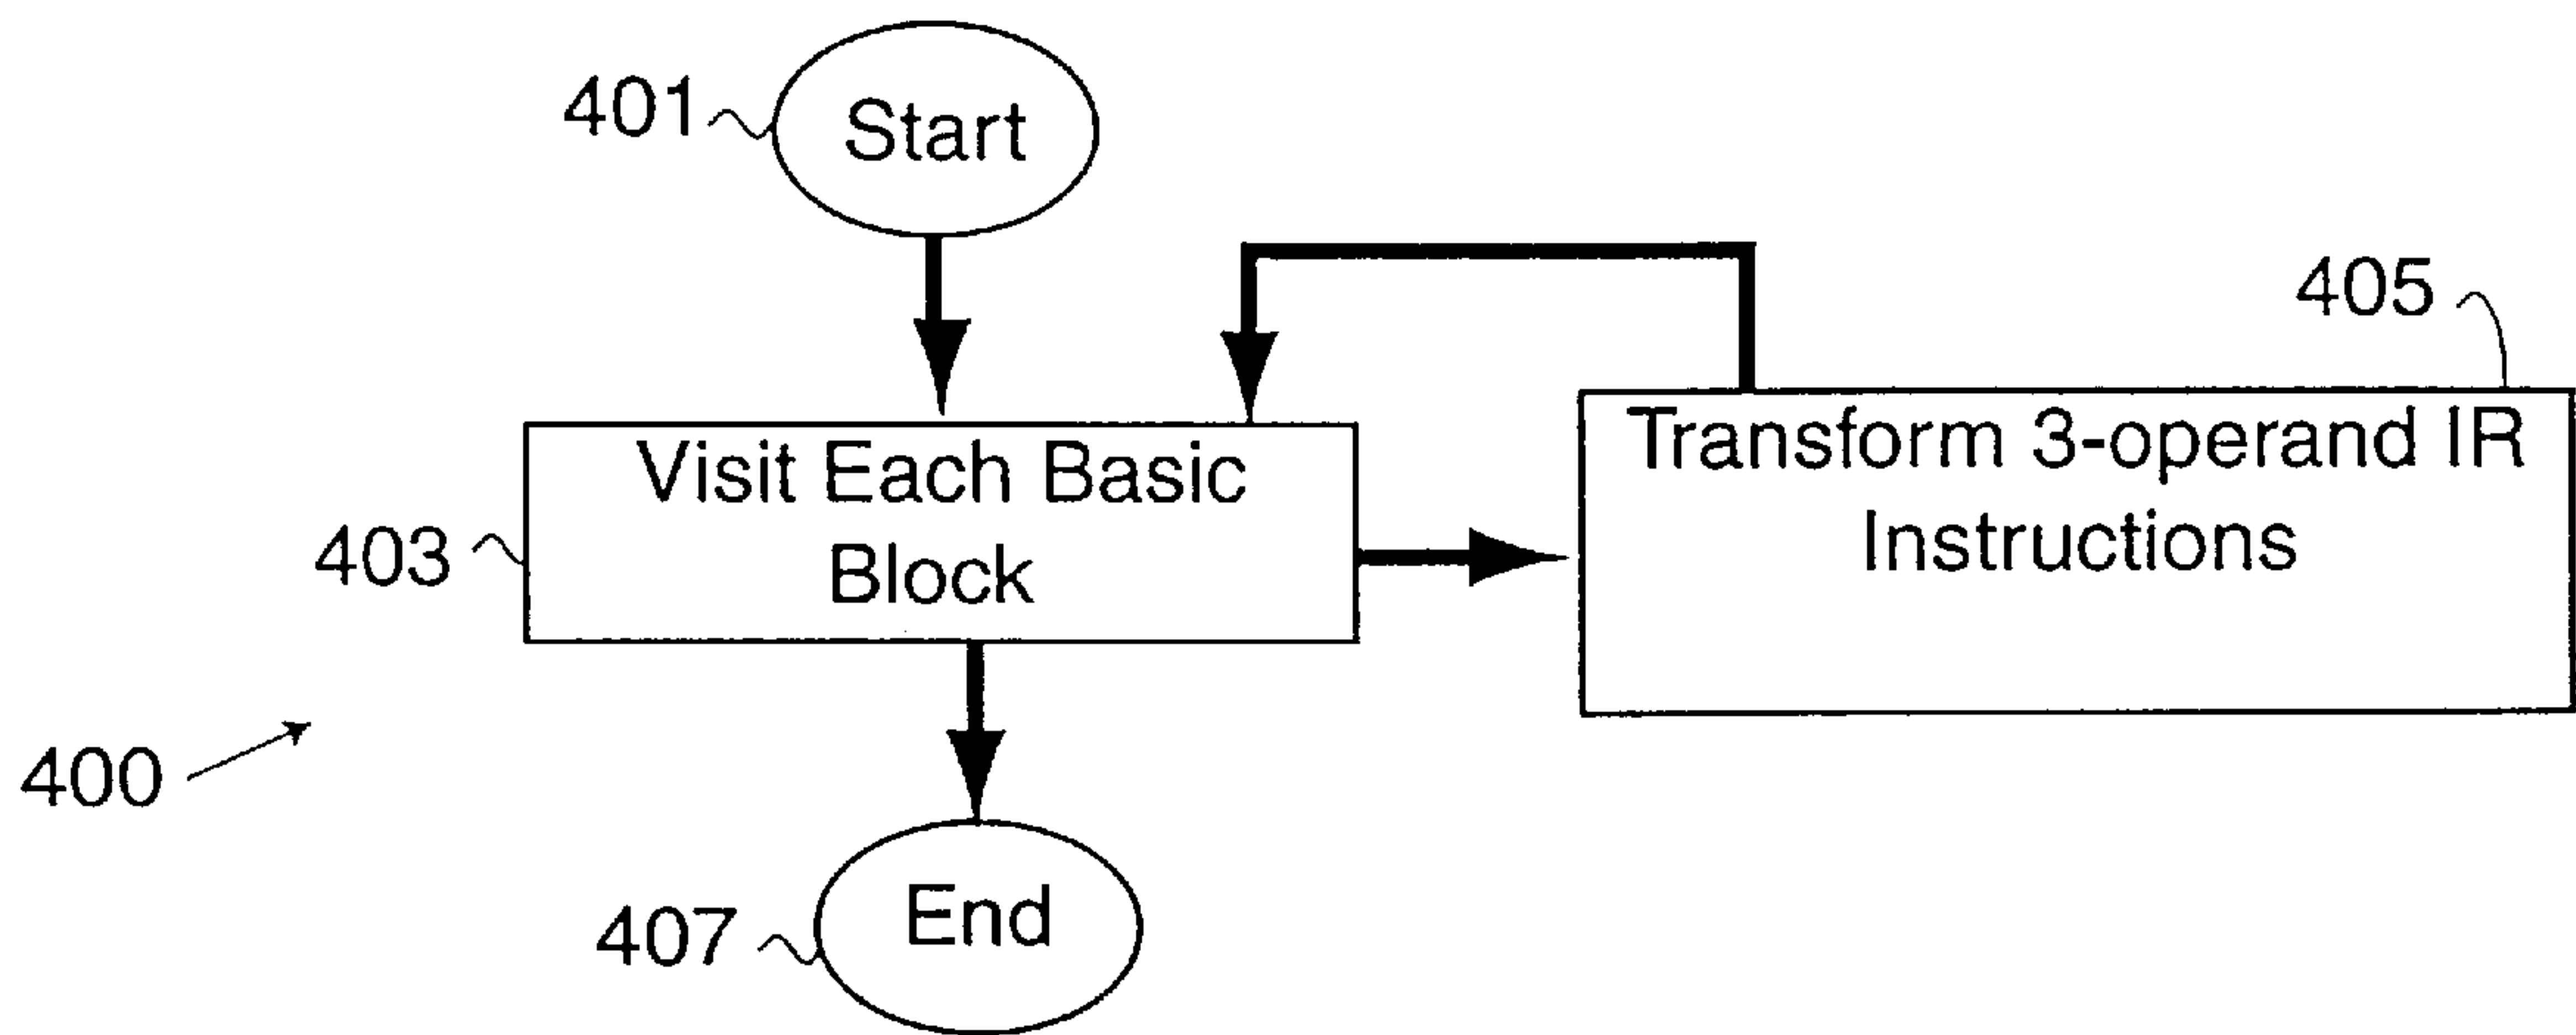 401
Start
405
Transform 3-operand IR
Instructions
Visit Each Basic
Block
403
400
End
407